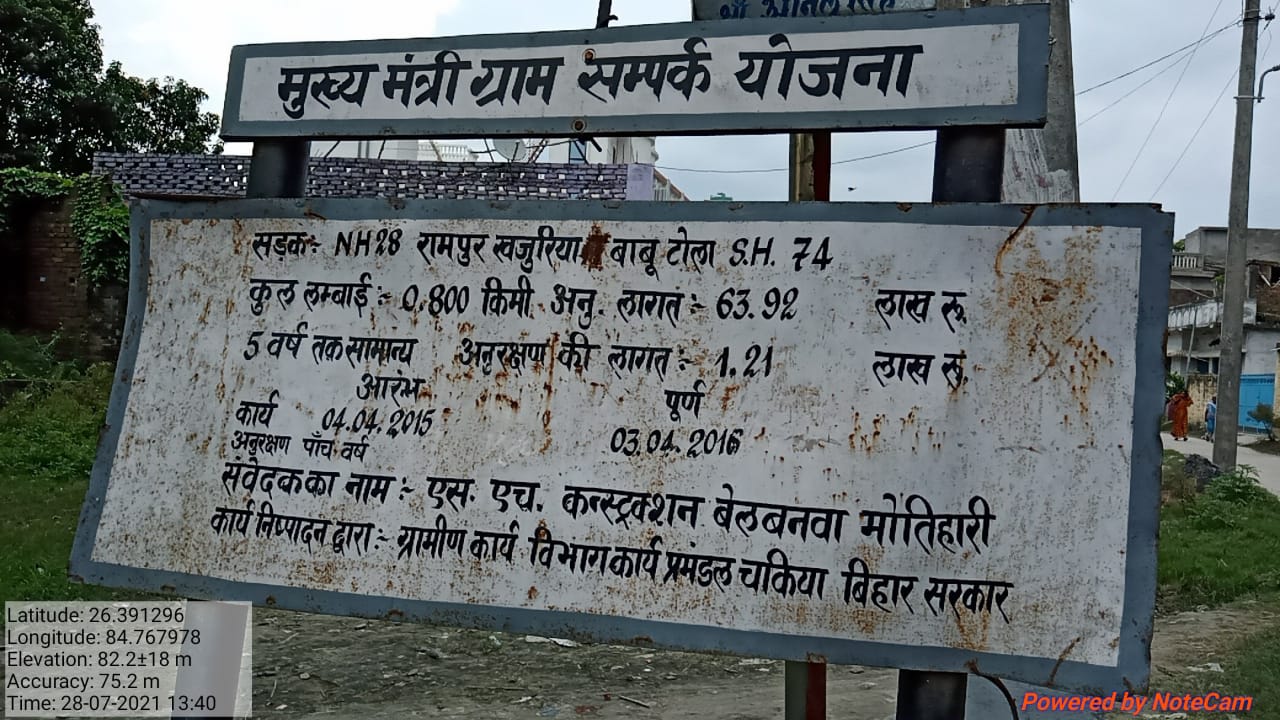 मुख्य मंत्री ग्राम सम्पर्क योजना
सड़क:- NH28 रामपुर खजुरिया बाबू टोला S.H. 74
कुल लम्बाई:- 0.800 किमी. अनु. लागत:- 63.92 लाख रू.
5 वर्ष तक सामान्य अनुरक्षण की लागत:- 1.21 लाख रू.
आरंभ पूर्ण
कार्य 04.04.2015 03.04.2016
अनुरक्षण पाँच वर्ष
संवेदक का नाम:- एस. एच. कन्स्ट्रक्शन बेलबनवा मोतिहारी
कार्य निष्पादन द्वारा:- ग्रामीण कार्य विभाग कार्य प्रमंडल चकिया बिहार सरकार
Latitude: 26.391296
Longitude: 84.767978
Elevation: 82.2±18 m
Accuracy: 75.2 m
Time: 28-07-2021 13:40
Powered by NoteCam